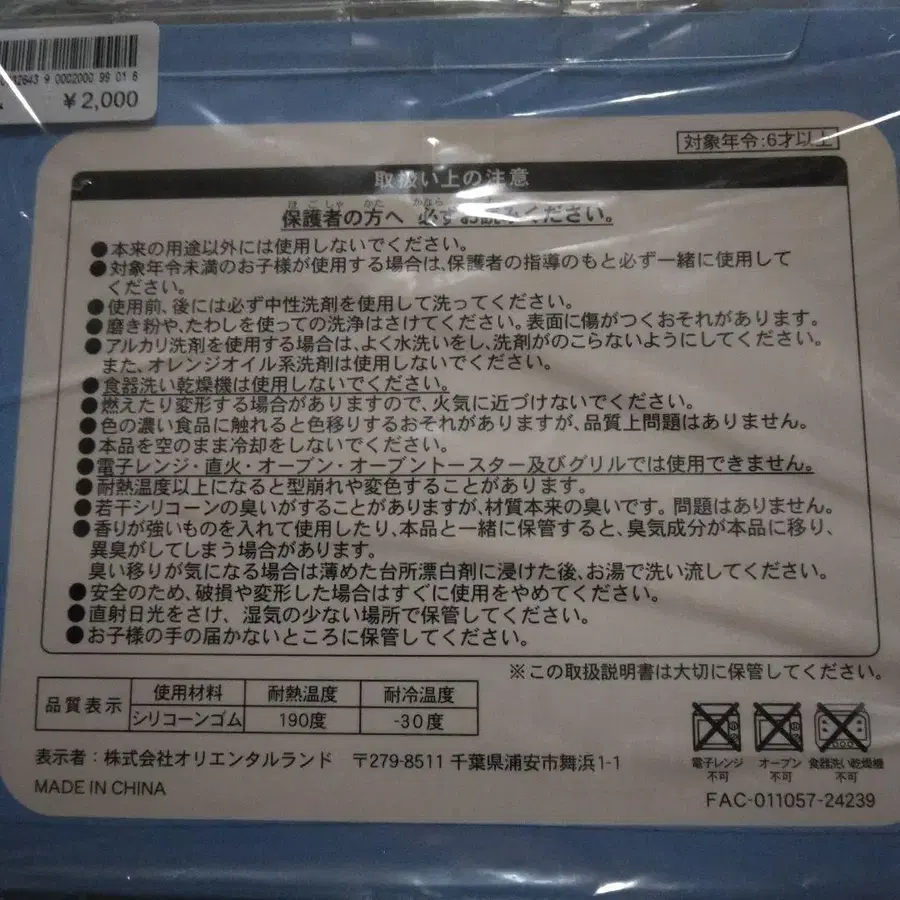 9 0002000 99 01 6
¥2,000
対象年令:6才以上
取扱い上の注意
ほごしゃ かた かなら
保護者の方へ 必ずお読みください。
●本来の用途以外には使用しないでください。
●対象年令未満のお子様が使用する場合は、保護者の指導のもと必ず一緒に使用して
ください。
●使用前、後には必ず中性洗剤を使用して洗ってください。
●磨き粉や、たわしを使っての洗浄はさけてください。表面に傷がつくおそれがあります。
●アルカリ洗剤を使用する場合は、よく水洗いをし、洗剤がのこらないようにしてください。
また、オレンジオイル系洗剤は使用しないでください。
●食器洗い乾燥機は使用しないでください。
●燃えたり変形する場合がありますので、火気に近づけないでください。
●色の濃い食品に触れると色移りするおそれがありますが、品質上問題はありません。
●本品を空のまま冷却をしないでください。
●電子レンジ・直火・オーブン・オーブントースター及びグリルでは使用できません。
●耐熱温度以上になると型崩れや変色することがあります。
●若干シリコーンの臭いがすることがありますが、材質本来の臭いです。問題はありません。
●香りが強いものを入れて使用したり、本品と一緒に保管すると、臭気成分が本品に移り、
異臭がしてしまう場合があります。
臭い移りが気になる場合は薄めた台所漂白剤に浸けた後、お湯で洗い流してください。
●安全のため、破損や変形した場合はすぐに使用をやめてください。
●直射日光をさけ、湿気の少ない場所で保管してください。
●お子様の手の届かないところに保管してください。
※この取扱説明書は大切に保管してください。
品質表示 使用材料 耐熱温度 耐冷温度
シリコーンゴム 190度 -30度
電子レンジ オーブン 食器洗い乾燥機
不可 不可 不可
表示者：株式会社オリエンタルランド 〒279-8511 千葉県浦安市舞浜1-1
MADE IN CHINA
FAC-011057-24239